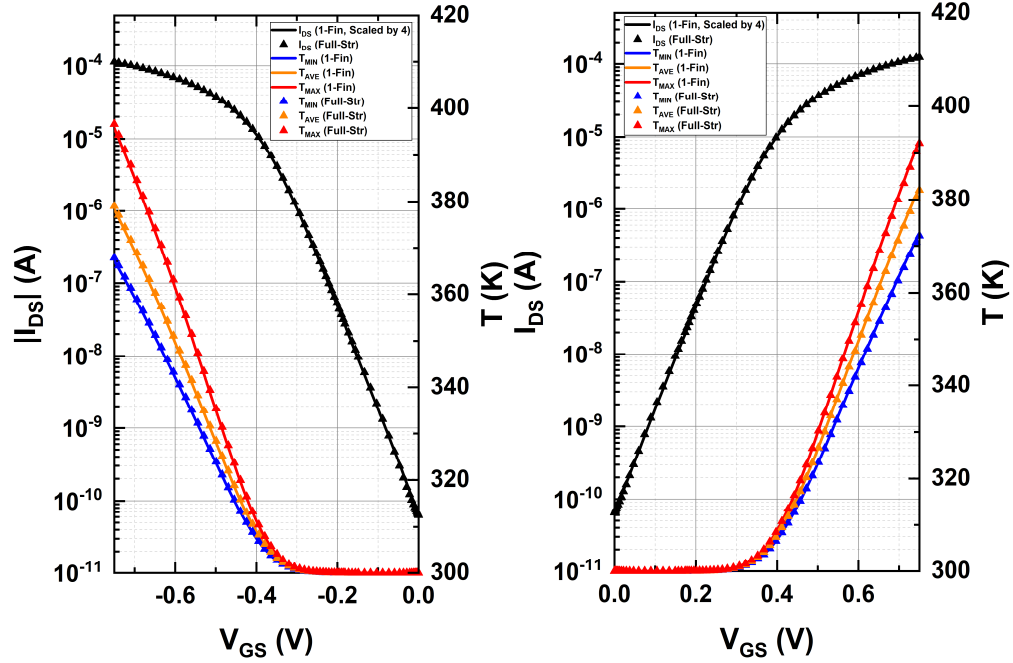 I_DS (1-Fin, Scaled by 4)
I_DS (Full-Str)
T_MIN (1-Fin)
T_AVE (1-Fin)
T_MAX (1-Fin)
T_MIN (Full-Str)
T_AVE (Full-Str)
T_MAX (Full-Str)
10^-4
10^-5
10^-6
10^-7
10^-8
10^-9
10^-10
10^-11
|I_DS| (A)
420
400
380
360
340
320
300
T (K)
-0.6
-0.4
-0.2
0.0
V_GS (V)
I_DS (1-Fin, Scaled by 4)
I_DS (Full-Str)
T_MIN (1-Fin)
T_AVE (1-Fin)
T_MAX (1-Fin)
T_MIN (Full-Str)
T_AVE (Full-Str)
T_MAX (Full-Str)
10^-4
10^-5
10^-6
10^-7
10^-8
10^-9
10^-10
10^-11
I_DS (A)
420
400
380
360
340
320
300
T (K)
0.0
0.2
0.4
0.6
V_GS (V)